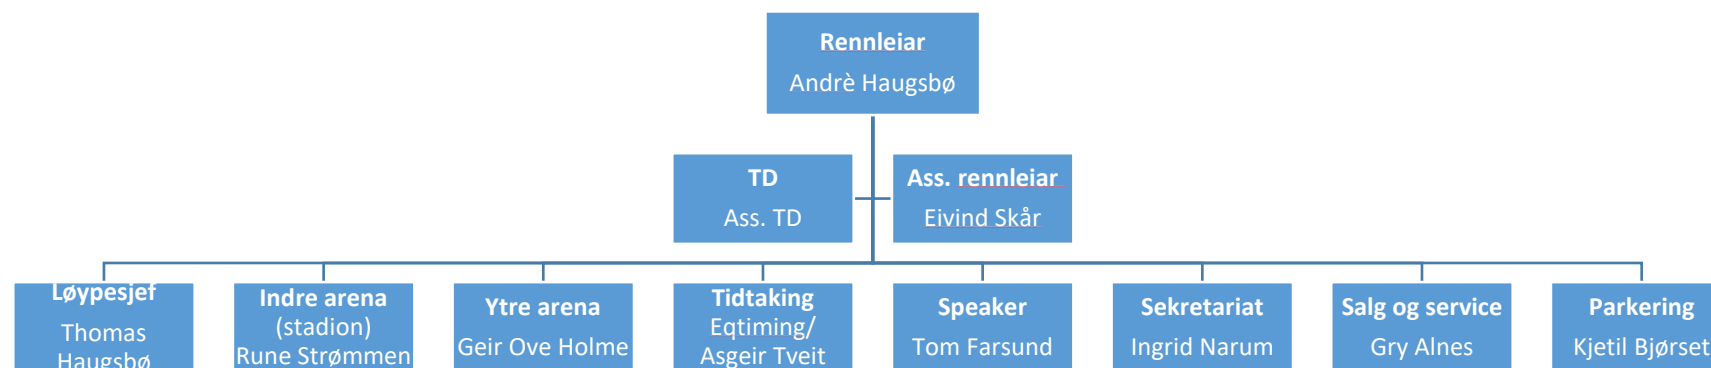 Rennleiar
Andrè Haugsbø
TD
Ass. TD
Ass. rennleiar
Eivind Skår
Løypesjef
Thomas
Haugsbø
Indre arena
(stadion)
Rune Strømmen
Ytre arena
Geir Ove Holme
Tidtaking
Eqtiming/
Asgeir Tveit
Speaker
Tom Farsund
Sekretariat
Ingrid Narum
Salg og service
Gry Alnes
Parkering
Kjetil Bjørset